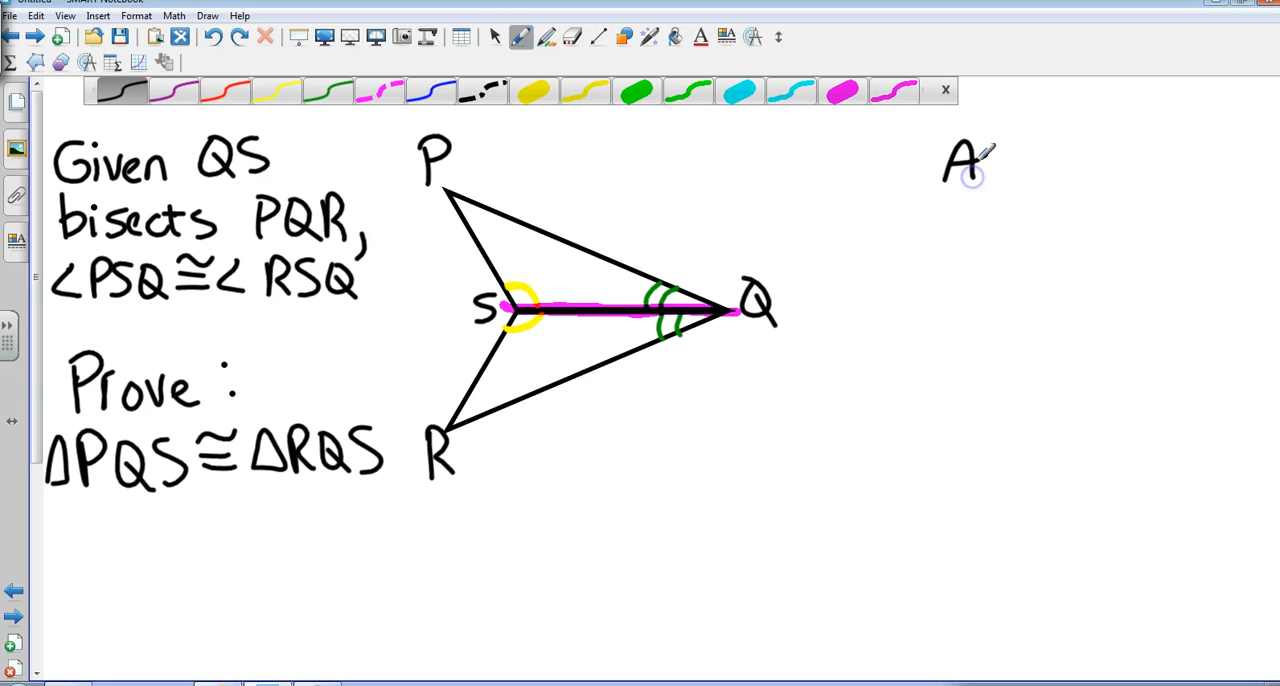 File Edit View Insert Format Math Draw Help
Given QS
bisects PQR,
∠PSQ≅∠RSQ
Prove :
ΔPQS≅ΔRQS
P
S
Q
R
A